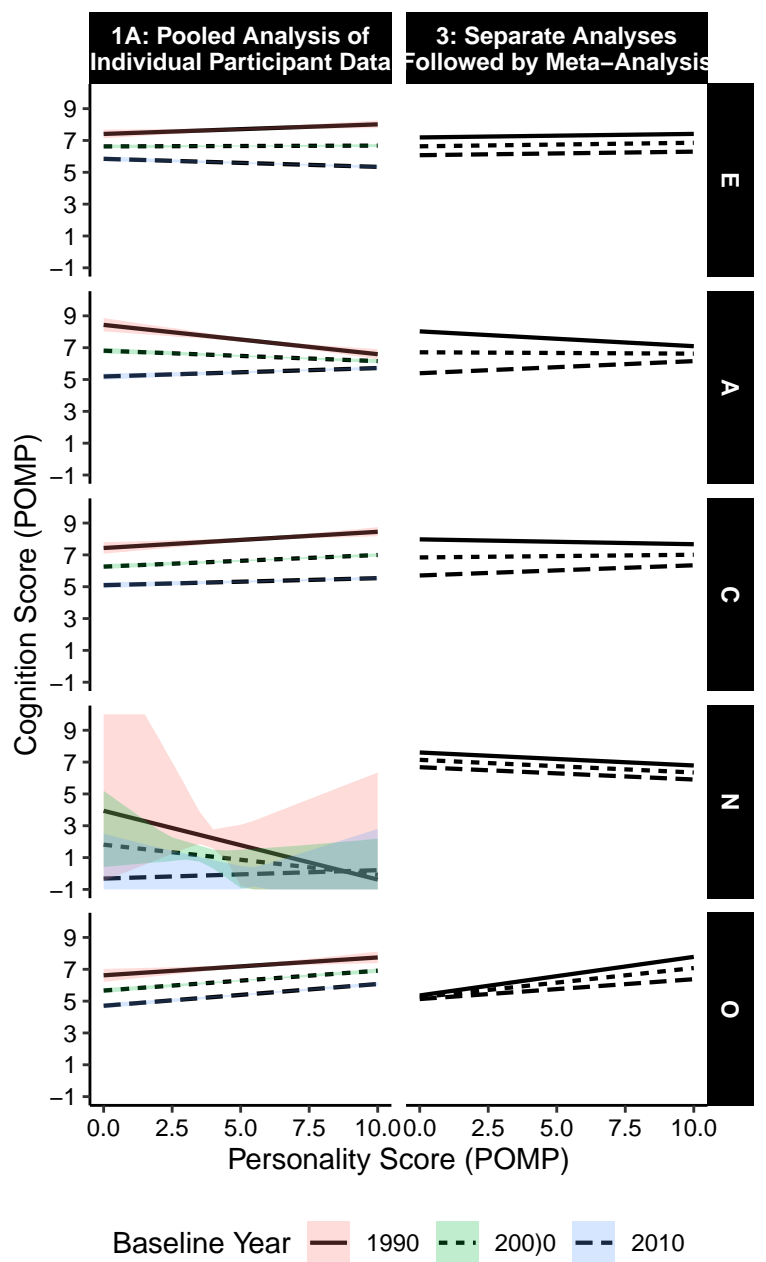 1A: Pooled Analysis of
Individual Participant Data
3: Separate Analyses
Followed by Meta−Analysis
9
7
5
3
1
−1
E
9
7
5
3
1
−1
A
9
7
5
3
1
−1
C
9
7
5
3
1
−1
N
9
7
5
3
1
−1
O
Cognition Score (POMP)
0.0 2.5 5.0 7.5 10.0
0.0 2.5 5.0 7.5 10.0
Personality Score (POMP)
Baseline Year 1990 200)0 2010